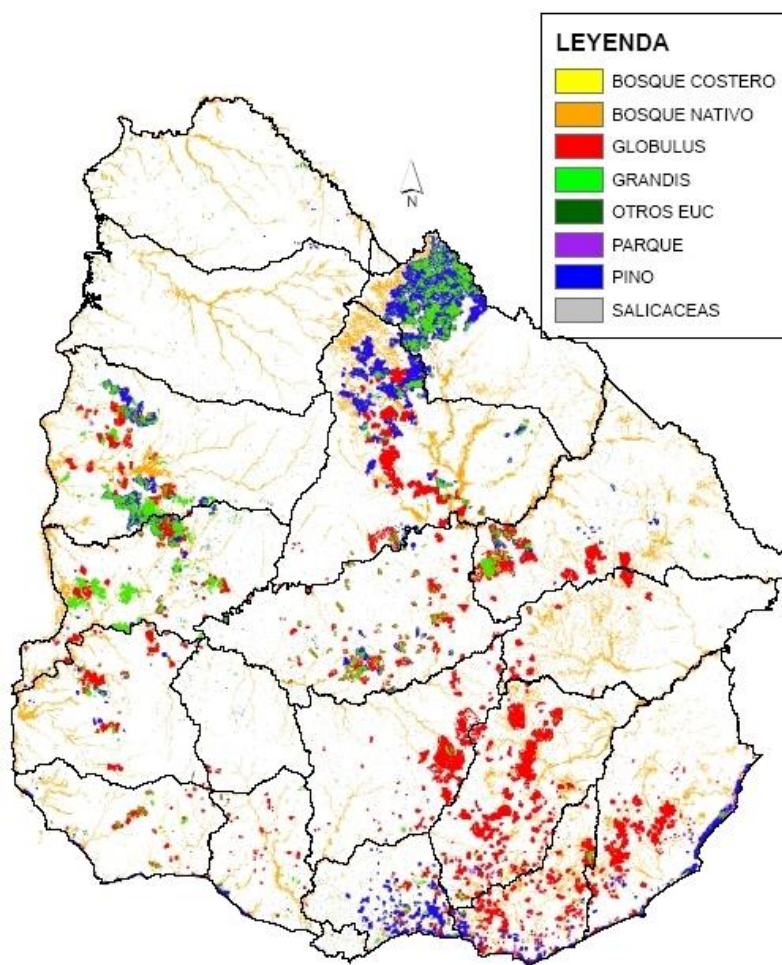 LEYENDA
BOSQUE COSTERO
BOSQUE NATIVO
GLOBULUS
GRANDIS
OTROS EUC
PARQUE
PINO
SALICACEAS
N